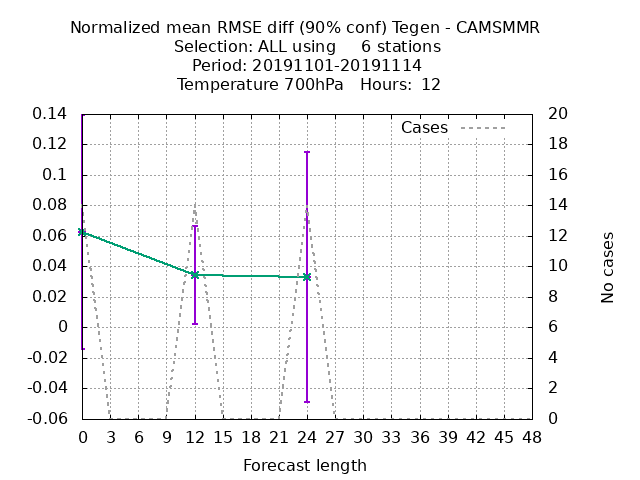 Normalized mean RMSE diff (90% conf) Tegen - CAMSMMR
Selection: ALL using     6 stations
Period: 20191101-20191114
Temperature 700hPa   Hours:  12
Cases
0.14
0.12
0.1
0.08
0.06
0.04
0.02
0
-0.02
-0.04
-0.06
20
18
16
14
12
10
8
6
4
2
0
No cases
0 3 6 9 12 15 18 21 24 27 30 33 36 39 42 45 48
Forecast length